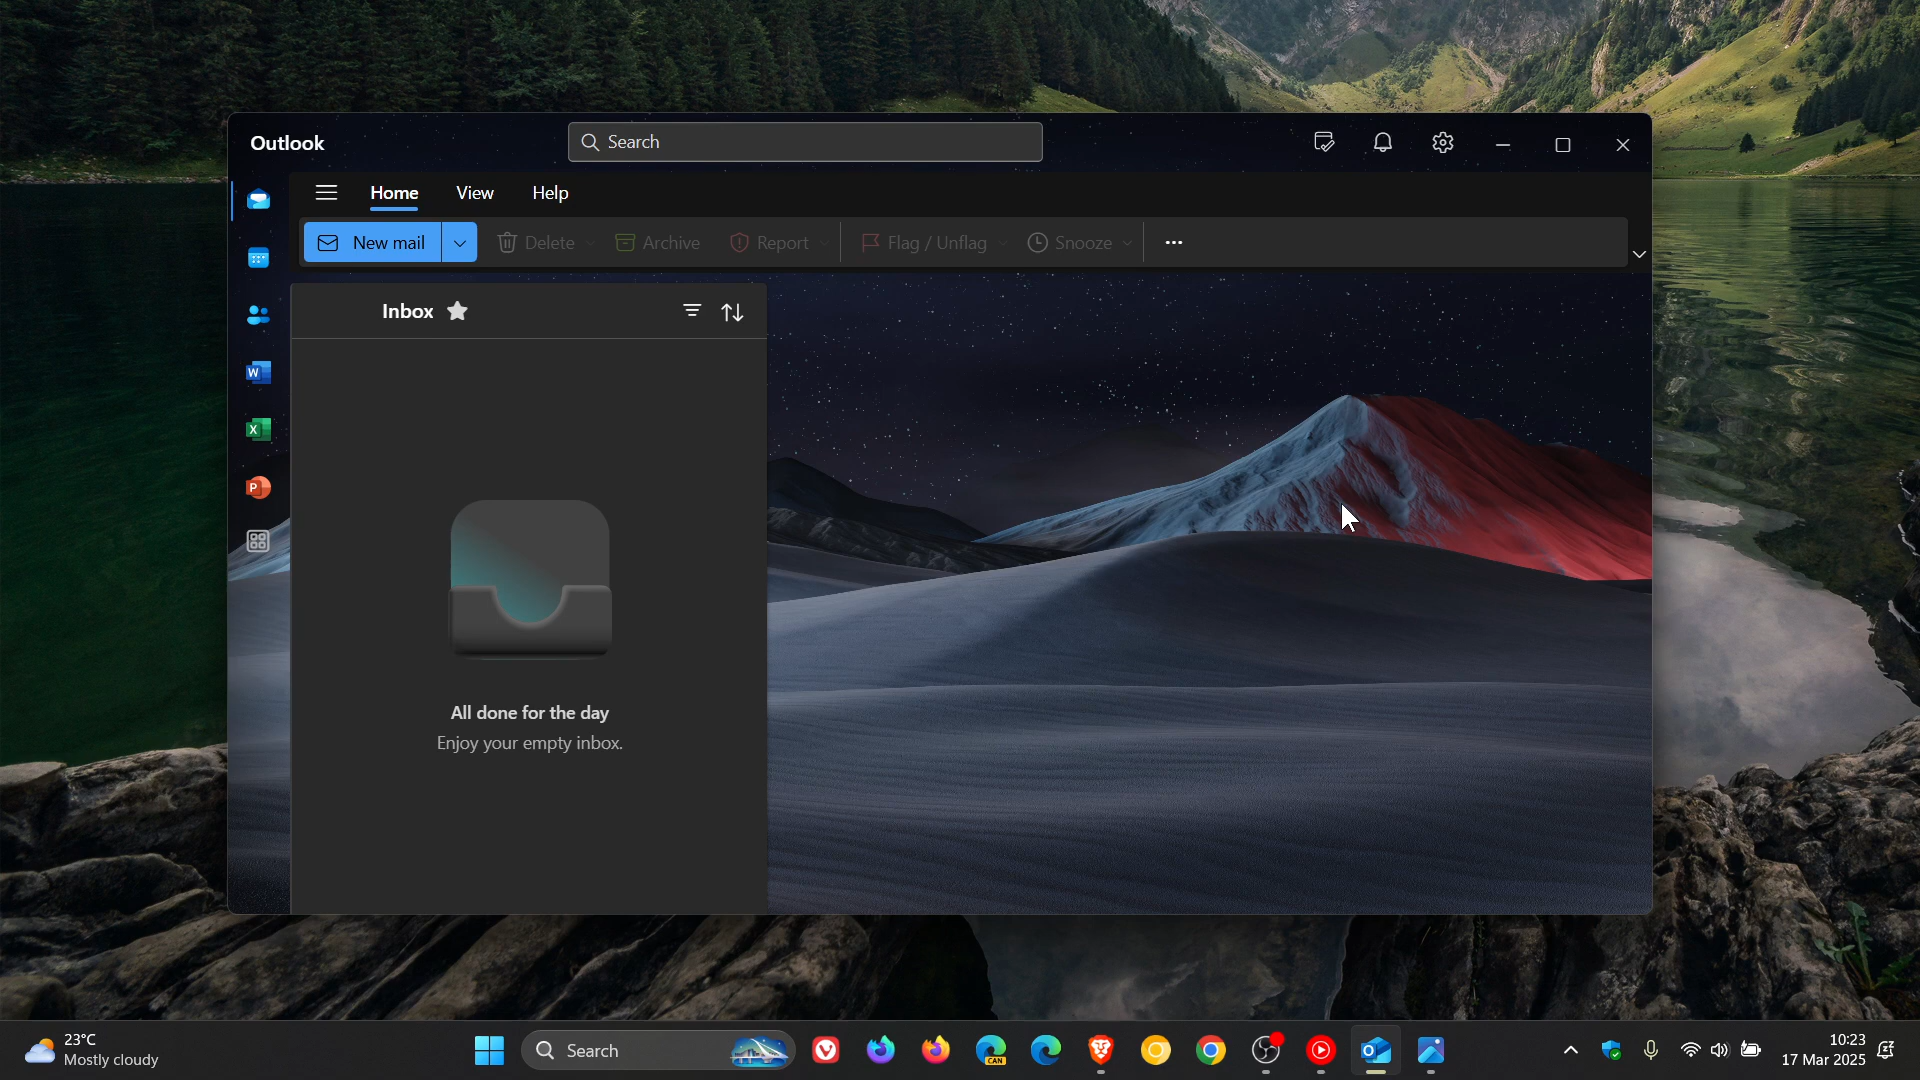 Outlook
Search
Home View Help
New mail Delete Archive Report Flag / Unflag Snooze
Inbox
W
X
P
All done for the day
Enjoy your empty inbox.
23°C
Mostly cloudy
Search
CAN
O
10:23
17 Mar 2025